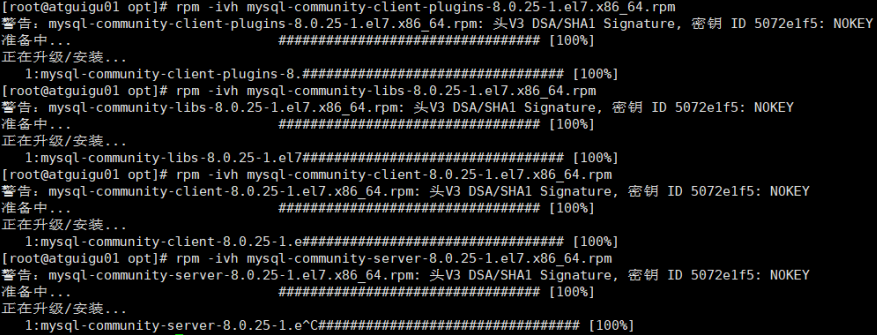 [root@atguigu01 opt]# rpm -ivh mysql-community-client-plugins-8.0.25-1.el7.x86_64.rpm
警告：mysql-community-client-plugins-8.0.25-1.el7.x86_64.rpm: 头V3 DSA/SHA1 Signature, 密钥 ID 5072e1f5: NOKEY
准备中... ################################# [100%]
正在升级/安装...
1:mysql-community-client-plugins-8.################################# [100%]
[root@atguigu01 opt]# rpm -ivh mysql-community-libs-8.0.25-1.el7.x86_64.rpm
警告：mysql-community-libs-8.0.25-1.el7.x86_64.rpm: 头V3 DSA/SHA1 Signature, 密钥 ID 5072e1f5: NOKEY
准备中... ################################# [100%]
正在升级/安装...
1:mysql-community-libs-8.0.25-1.el7################################# [100%]
[root@atguigu01 opt]# rpm -ivh mysql-community-client-8.0.25-1.el7.x86_64.rpm
警告：mysql-community-client-8.0.25-1.el7.x86_64.rpm: 头V3 DSA/SHA1 Signature, 密钥 ID 5072e1f5: NOKEY
准备中... ################################# [100%]
正在升级/安装...
1:mysql-community-client-8.0.25-1.e################################# [100%]
[root@atguigu01 opt]# rpm -ivh mysql-community-server-8.0.25-1.el7.x86_64.rpm
警告：mysql-community-server-8.0.25-1.el7.x86_64.rpm: 头V3 DSA/SHA1 Signature, 密钥 ID 5072e1f5: NOKEY
准备中... ################################# [100%]
正在升级/安装...
1:mysql-community-server-8.0.25-1.e^C################################# [100%]